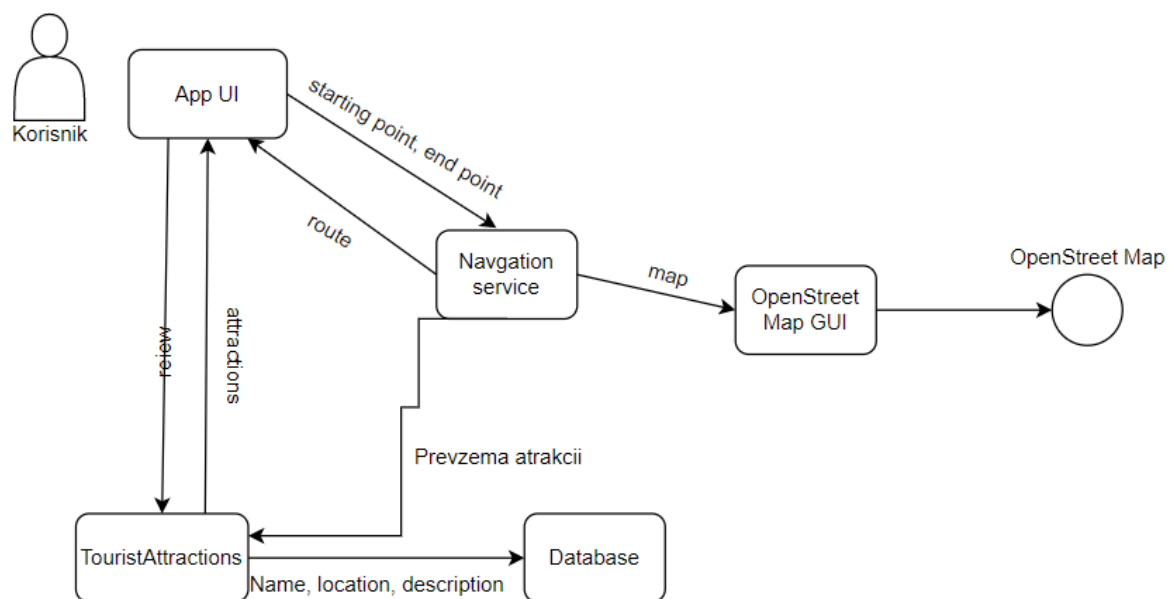 Korisnik
App UI
starting point, end point
route
Navgation
service
map
OpenStreet
Map GUI
OpenStreet Map
reiew
attractions
Prevzema atrakcii
TouristAttractions
Name, location, description
Database